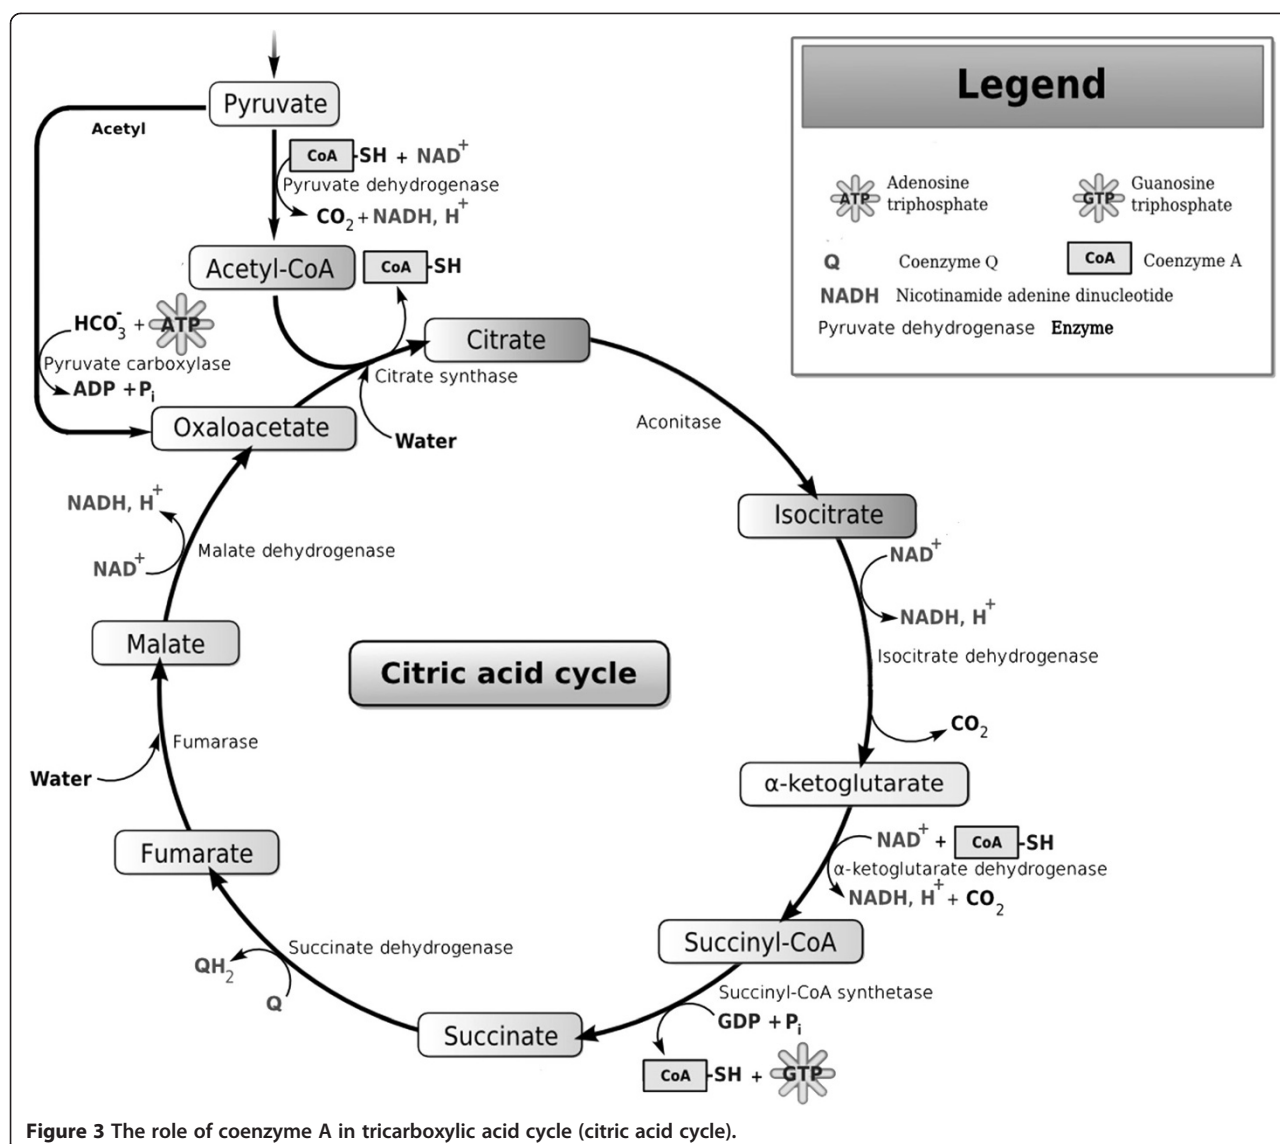 Pyruvate
Acetyl
CoA -SH + NAD+
Pyruvate dehydrogenase
CO2 + NADH, H+
Acetyl-CoA
CoA -SH
HCO3- + ATP
Pyruvate carboxylase
ADP + Pi
Citrate
Citrate synthase
Oxaloacetate
Water
Aconitase
Isocitrate
NAD+
NADH, H+
Isocitrate dehydrogenase
CO2
α-ketoglutarate
NAD+ + CoA -SH
α-ketoglutarate dehydrogenase
NADH, H+ + CO2
Succinyl-CoA
Succinyl-CoA synthetase
GDP + Pi
CoA -SH + GTP
Succinate
Succinate dehydrogenase
QH2
Q
Fumarate
Fumarase
Water
Malate
Malate dehydrogenase
NADH, H+
NAD+
Citric acid cycle
Legend
ATP Adenosine
triphosphate
GTP Guanosine
triphosphate
Q Coenzyme Q
CoA Coenzyme A
NADH Nicotinamide adenine dinucleotide
Pyruvate dehydrogenase Enzyme
Figure 3 The role of coenzyme A in tricarboxylic acid cycle (citric acid cycle).